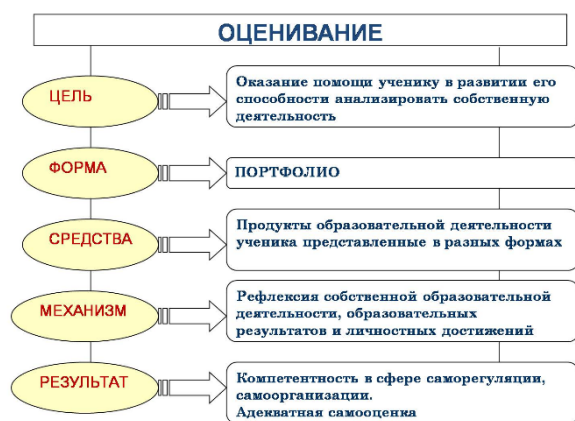 ОЦЕНИВАНИЕ
ЦЕЛЬ
Оказание помощи ученику в развитии его
способности анализировать собственную
деятельность
ФОРМА
ПОРТФОЛИО
СРЕДСТВА
Продукты образовательной деятельности
ученика представленные в разных формах
МЕХАНИЗМ
Рефлексия собственной образовательной
деятельности, образовательных
результатов и личностных достижений
РЕЗУЛЬТАТ
Компетентность в сфере саморегуляции,
самоорганизации.
Адекватная самооценка